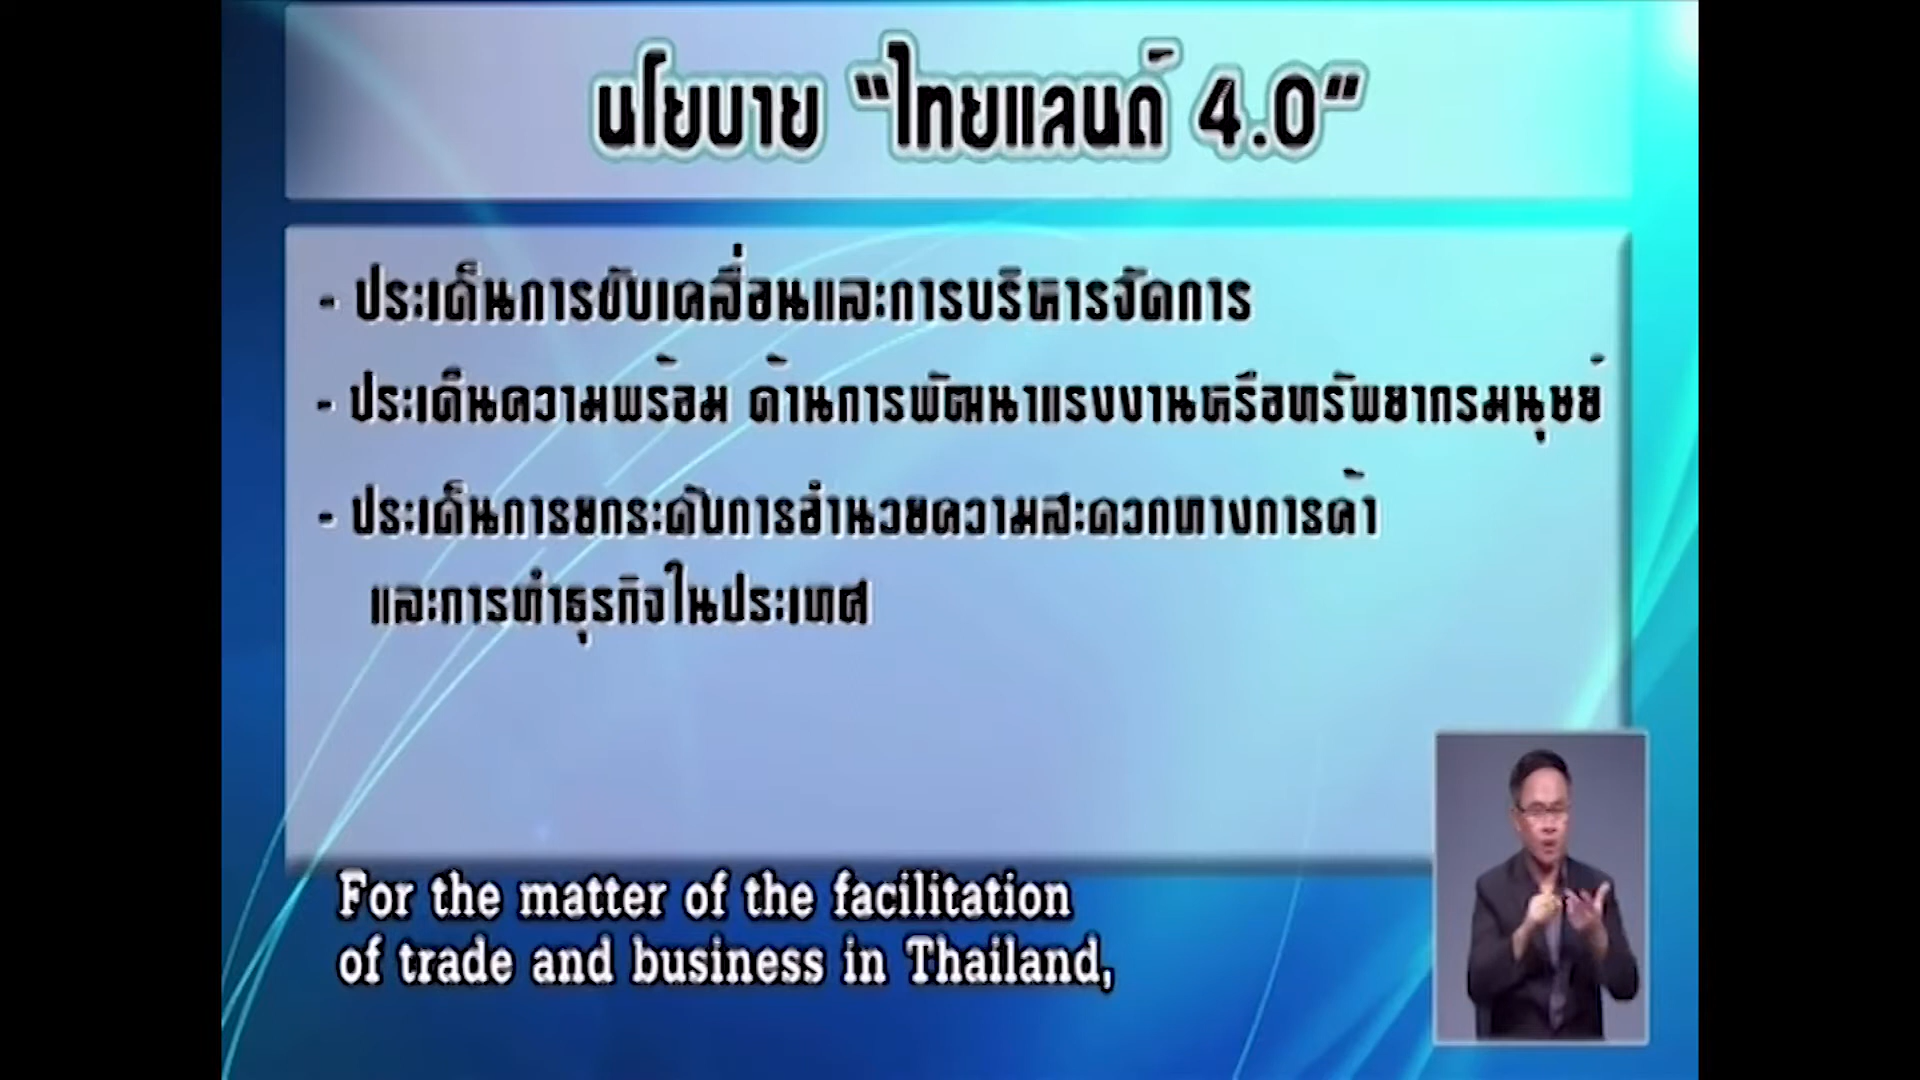 นโยบาย “ไทยแลนด์ 4.0”
- ประเด็นการขับเคลื่อนและการบริหารจัดการ
- ประเด็นความพร้อม ด้านการพัฒนาแรงงานหรือทรัพยากรมนุษย์
- ประเด็นการยกระดับการอำนวยความสะดวกทางการค้า
และการทำธุรกิจในประเทศ
For the matter of the facilitation
of trade and business in Thailand,